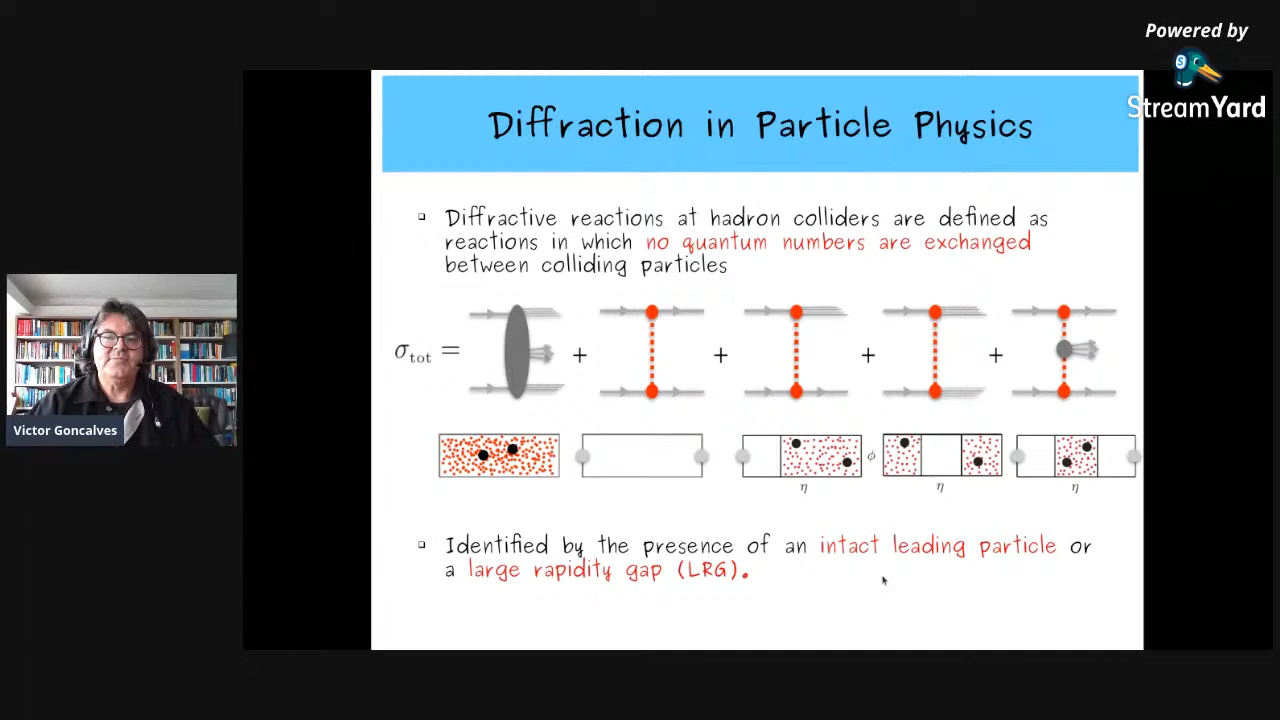 Powered by
StreamYard
Diffraction in Particle Physics
Diffractive reactions at hadron colliders are defined as
reactions in which no quantum numbers are exchanged
between colliding particles
σtot = + + + +
ϕ
η η η
Identified by the presence of an intact leading particle or
a large rapidity gap (LRG).
Victor Goncalves